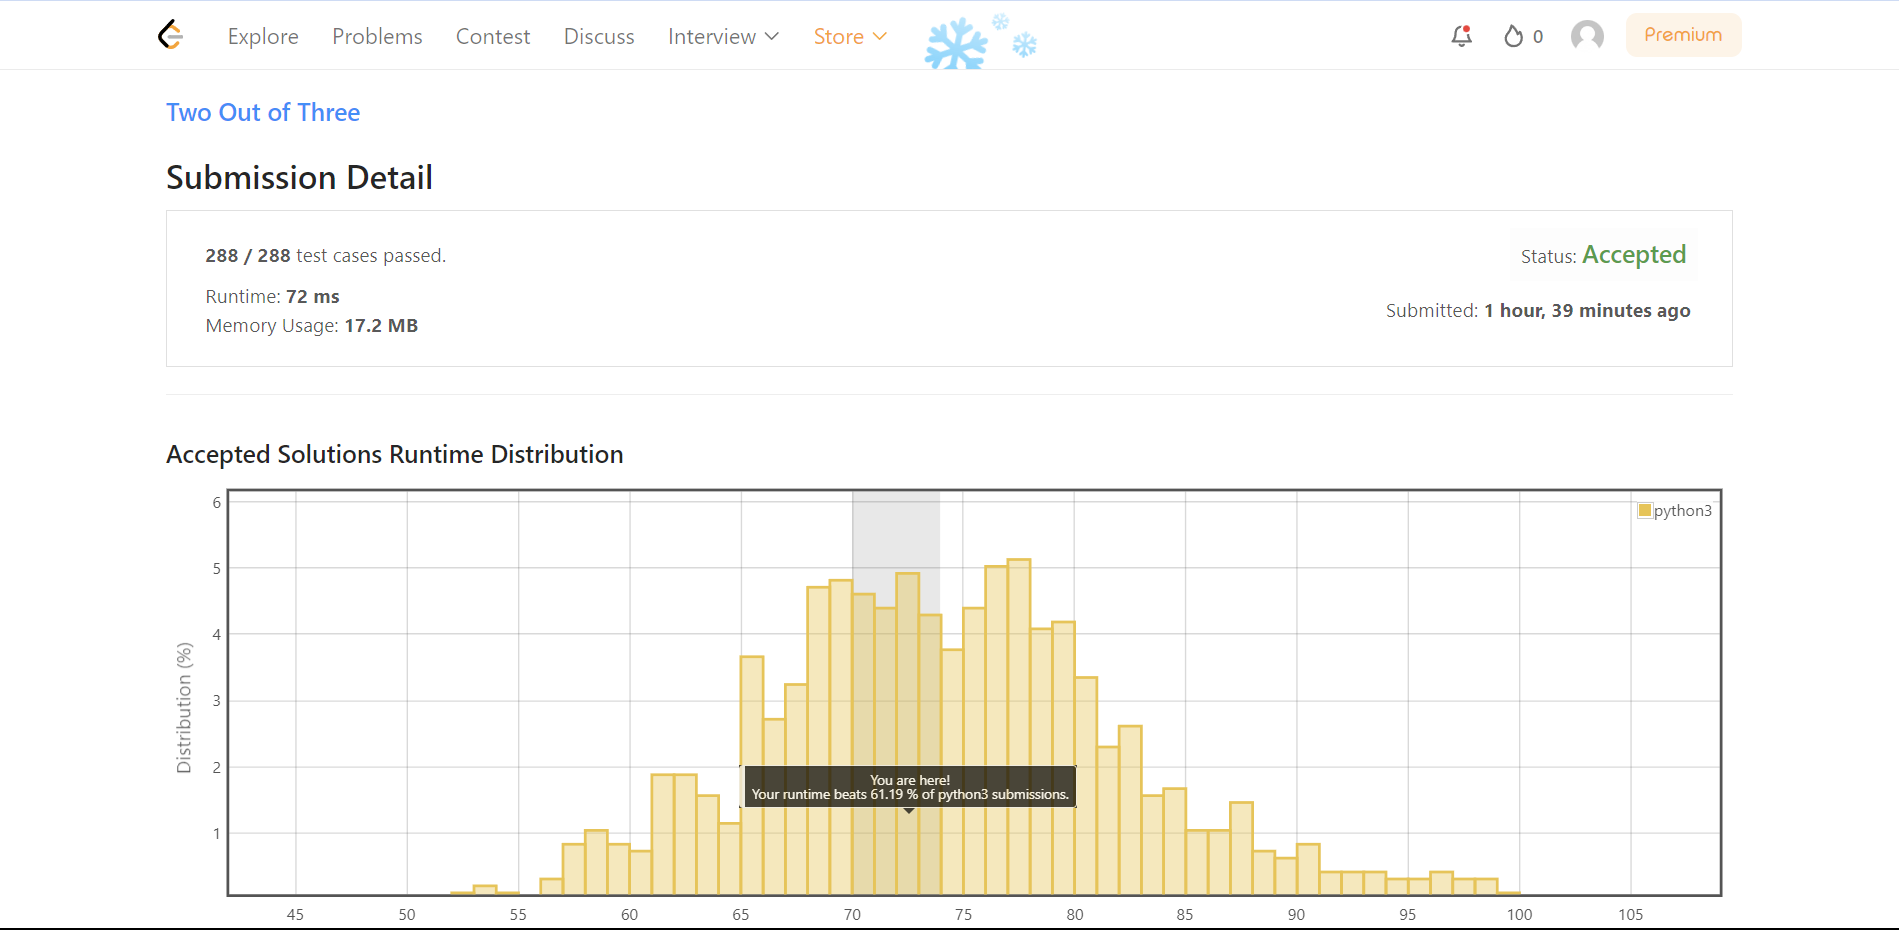 Explore Problems Contest Discuss Interview Store 0 Premium
Two Out of Three
Submission Detail
288 / 288 test cases passed.
Status: Accepted
Runtime: 72 ms
Submitted: 1 hour, 39 minutes ago
Memory Usage: 17.2 MB
Accepted Solutions Runtime Distribution
6
python3
5
4
3
2
1
Distribution (%)
You are here!
Your runtime beats 61.19 % of python3 submissions.
45 50 55 60 65 70 75 80 85 90 95 100 105